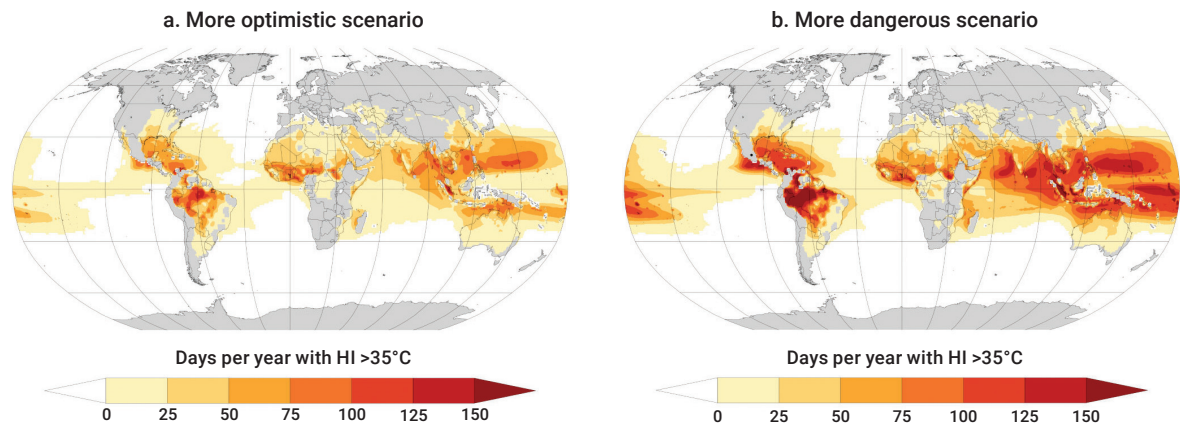 a. More optimistic scenario
b. More dangerous scenario
Days per year with HI >35°C
0 25 50 75 100 125 150
Days per year with HI >35°C
0 25 50 75 100 125 150